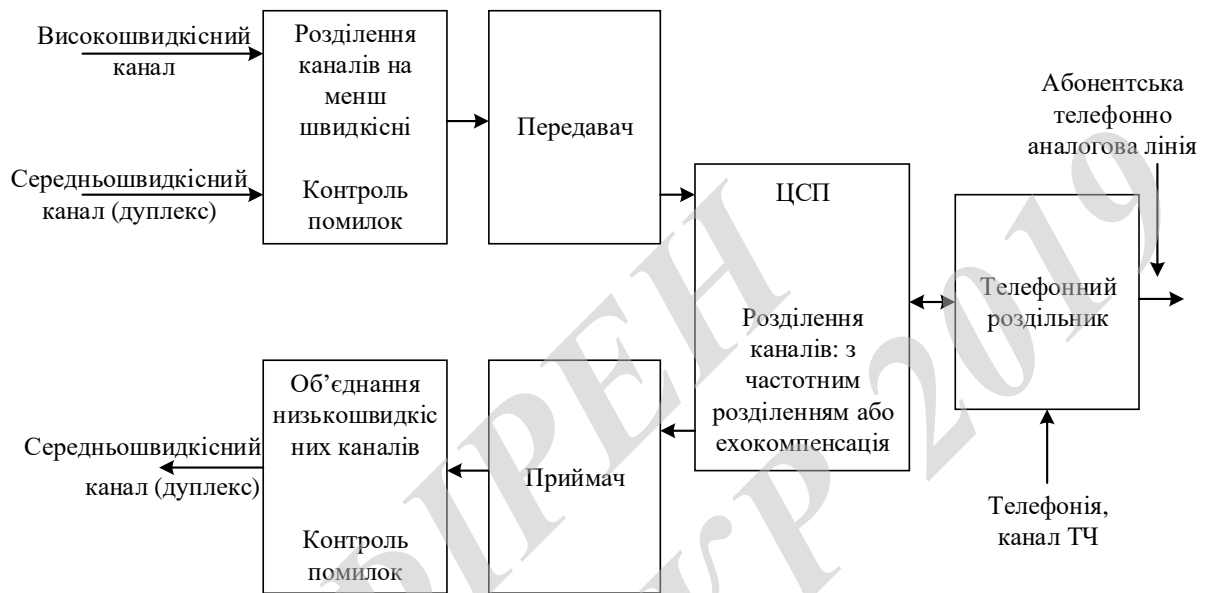 Високошвидкісний
канал
Середньошвидкісний
канал (дуплекс)
Розділення
каналів на
менш
швидкісні
Контроль
помилок
Передавач
ЦСП
Розділення
каналів: з
частотним
розділенням або
ехокомпенсація
Абонентська
телефонно
аналогова лінія
Телефонний
роздільник
Телефонія,
канал ТЧ
Середньошвидкісний
канал (дуплекс)
Об’єднання
низькошвидкіс
них каналів
Контроль
помилок
Приймач
2019